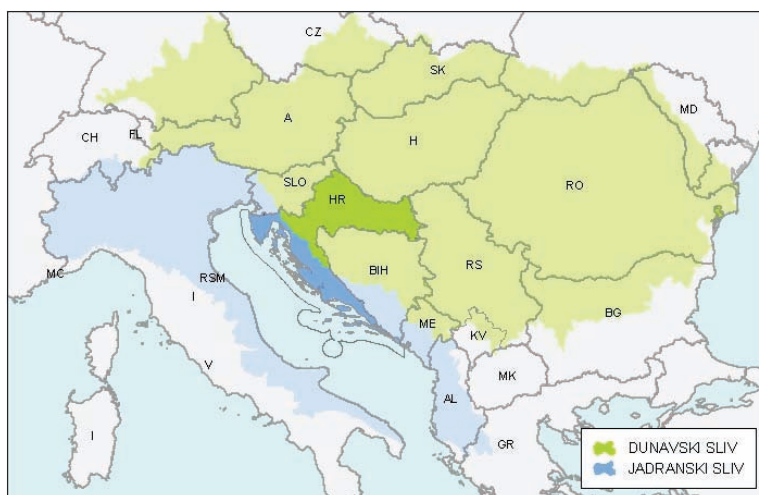 CZ
SK
MD
A
CH
FL
H
SLO
RO
HR
MC
RSM
BIH
RS
I
BG
ME
KV
V
MK
AL
I
GR
DUNAVSKI SLIV
JADRANSKI SLIV